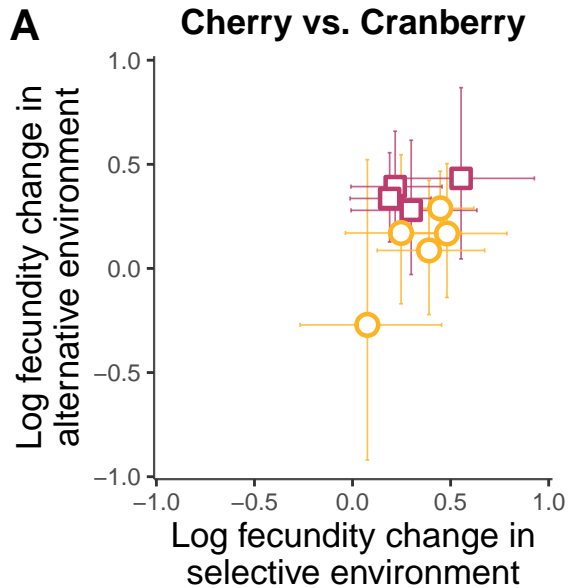 A
Cherry vs. Cranberry
Log fecundity change in
alternative environment
1.0
0.5
0.0
−0.5
−1.0
−1.0 −0.5 0.0 0.5 1.0
Log fecundity change in
selective environment